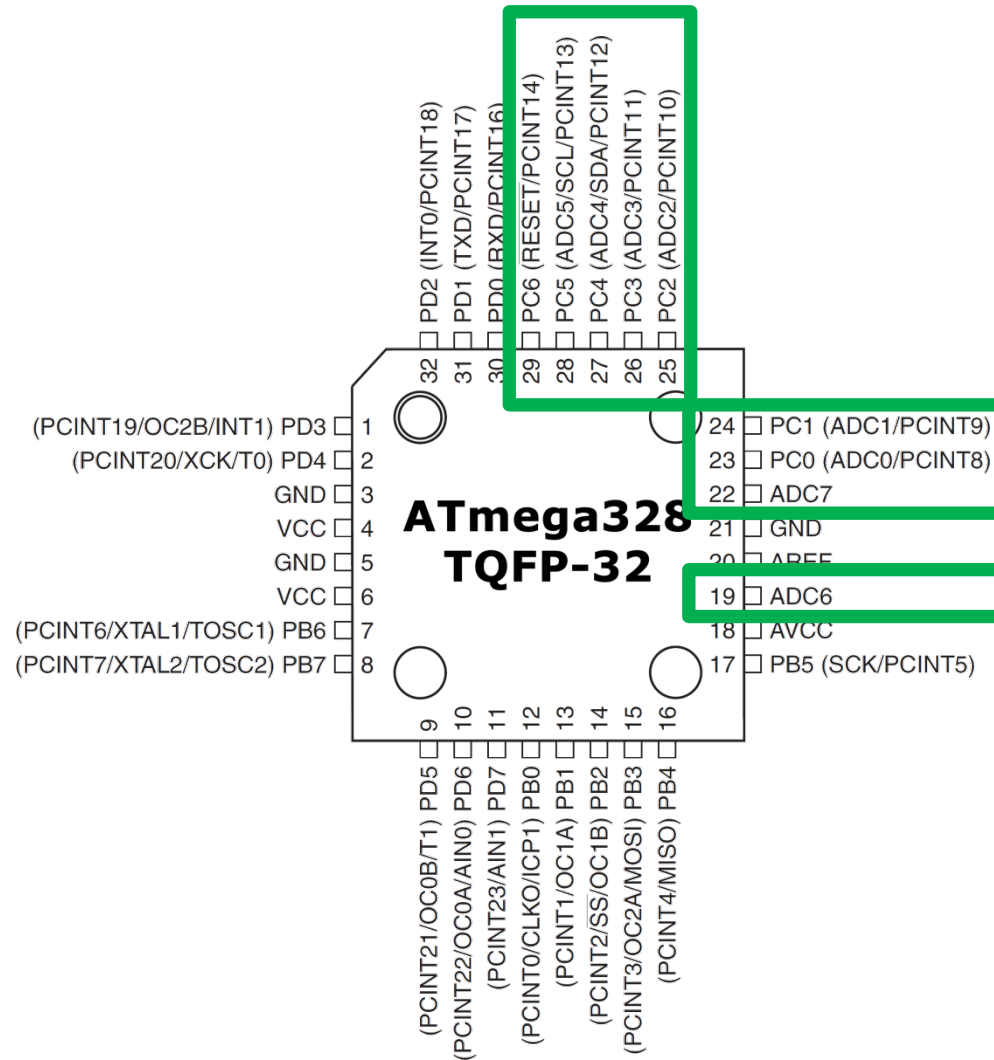 PD2 (INT0/PCINT18)
PD1 (TXD/PCINT17)
PD0 (RXD/PCINT16)
PC6 (RESET/PCINT14)
PC5 (ADC5/SCL/PCINT13)
PC4 (ADC4/SDA/PCINT12)
PC3 (ADC3/PCINT11)
PC2 (ADC2/PCINT10)
32
31
30
29
28
27
26
25
(PCINT19/OC2B/INT1) PD3 1
(PCINT20/XCK/T0) PD4 2
GND 3
VCC 4
GND 5
VCC 6
(PCINT6/XTAL1/TOSC1) PB6 7
(PCINT7/XTAL2/TOSC2) PB7 8
ATmega328
TQFP-32
24 PC1 (ADC1/PCINT9)
23 PC0 (ADC0/PCINT8)
22 ADC7
21 GND
20 AREF
19 ADC6
18 AVCC
17 PB5 (SCK/PCINT5)
9
10
11
12
13
14
15
16
(PCINT21/OC0B/T1) PD5
(PCINT22/OC0A/AIN0) PD6
(PCINT23/AIN1) PD7
(PCINT0/CLKO/ICP1) PB0
(PCINT1/OC1A) PB1
(PCINT2/SS/OC1B) PB2
(PCINT3/OC2A/MOSI) PB3
(PCINT4/MISO) PB4